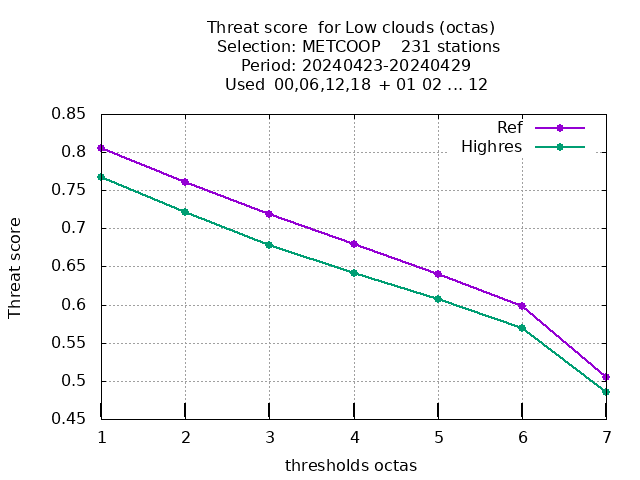 Threat score  for Low clouds (octas)
Selection: METCOOP    231 stations
Period: 20240423-20240429
Used  00,06,12,18 + 01 02 ... 12
Ref
Highres
0.85
0.8
0.75
0.7
0.65
0.6
0.55
0.5
0.45
Threat score
1 2 3 4 5 6 7
thresholds octas